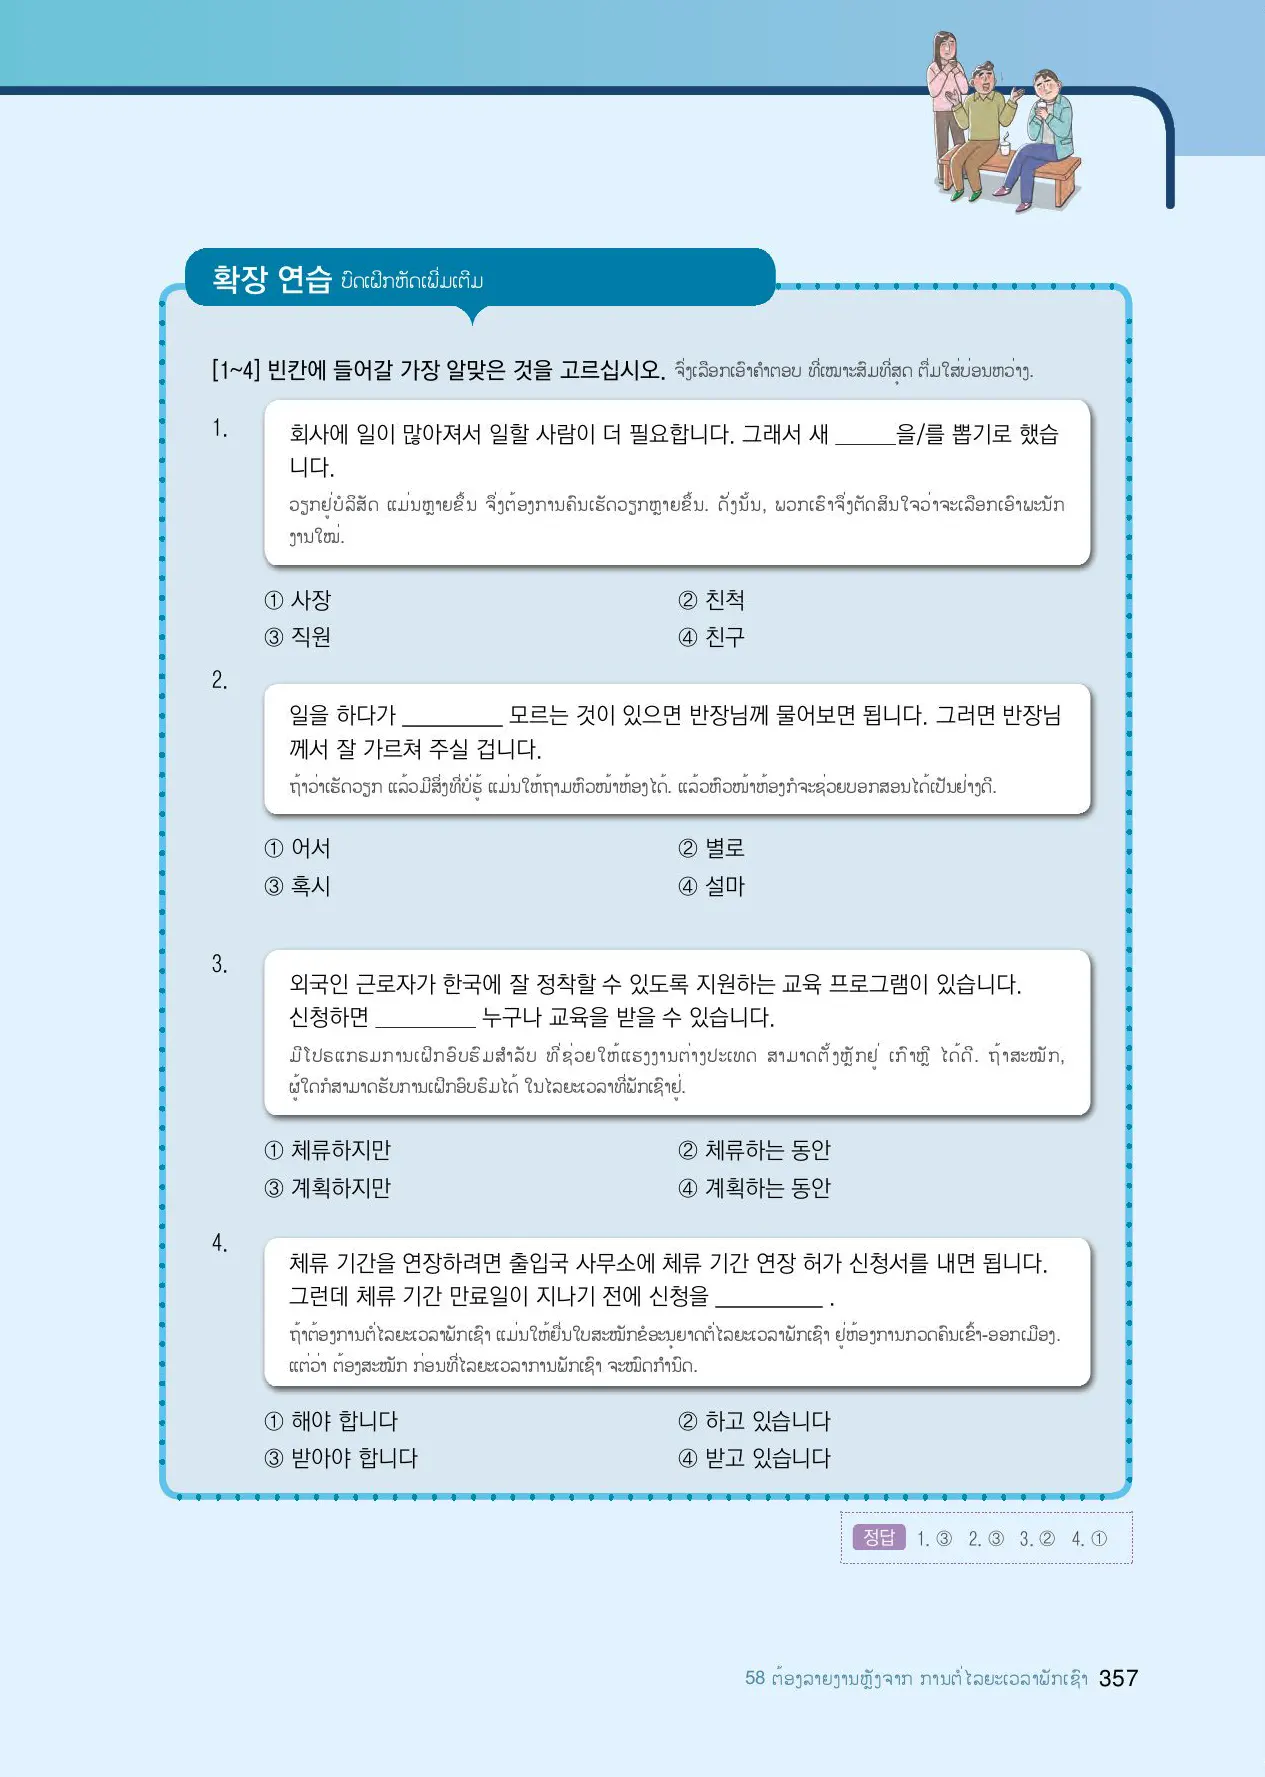 확장 연습 ບົດເຝິກຫັດເພີ່ມເຕີມ
[1~4] 빈칸에 들어갈 가장 알맞은 것을 고르십시오. ຈົ່ງເລືອກເອົາຄຳຕອບ ທີ່ເໝາະສົມທີ່ສຸດ ຕື່ມໃສ່ບ່ອນຫວ່າງ.
1.
회사에 일이 많아져서 일할 사람이 더 필요합니다. 그래서 새 ______을/를 뽑기로 했습
니다.
ວຽກຢູ່ບໍລິສັດ ແມ່ນຫຼາຍຂຶ້ນ ຈຶ່ງຕ້ອງການຄົນເຮັດວຽກຫຼາຍຂຶ້ນ. ດັ່ງນັ້ນ, ພວກເຮົາຈຶ່ງຕັດສິນໃຈວ່າຈະເລືອກເອົາພະນັກ
ງານໃໝ່.
① 사장
② 친척
③ 직원
④ 친구
2.
일을 하다가 __________ 모르는 것이 있으면 반장님께 물어보면 됩니다. 그러면 반장님
께서 잘 가르쳐 주실 겁니다.
ຖ້າວ່າເຮັດວຽກ ແລ້ວມີສິ່ງທີ່ບໍ່ຮູ້ ແມ່ນໃຫ້ຖາມຫົວໜ້າຫ້ອງໄດ້. ແລ້ວຫົວໜ້າຫ້ອງກໍຈະຊ່ວຍບອກສອນໄດ້ເປັນຢ່າງດີ.
① 어서
② 별로
③ 혹시
④ 설마
3.
외국인 근로자가 한국에 잘 정착할 수 있도록 지원하는 교육 프로그램이 있습니다.
신청하면 __________ 누구나 교육을 받을 수 있습니다.
ມີໂປຣແກຣມການເຝິກອົບຮົມສຳລັບ ທີ່ຊ່ວຍໃຫ້ແຮງງານຕ່າງປະເທດ ສາມາດຕັ້ງຫຼັກຢູ່ ເກົາຫຼີ ໄດ້ດີ. ຖ້າສະໝັກ,
ຜູ້ໃດກໍສາມາດຮັບການເຝິກອົບຮົມໄດ້ ໃນໄລຍະເວລາທີ່ພັກເຊົາຢູ່.
① 체류하지만
② 체류하는 동안
③ 계획하지만
④ 계획하는 동안
4.
체류 기간을 연장하려면 출입국 사무소에 체류 기간 연장 허가 신청서를 내면 됩니다.
그런데 체류 기간 만료일이 지나기 전에 신청을 __________ .
ຖ້າຕ້ອງການຕໍ່ໄລຍະເວລາພັກເຊົາ ແມ່ນໃຫ້ຍື່ນໃບສະໝັກຂໍອະນຸຍາດຕໍ່ໄລຍະເວລາພັກເຊົາ ຢູ່ຫ້ອງການກວດຄົນເຂົ້າ-ອອກເມືອງ.
ແຕ່ວ່າ ຕ້ອງສະໝັກ ກ່ອນທີ່ໄລຍະເວລາການພັກເຊົາ ຈະໝົດກຳນົດ.
① 해야 합니다
② 하고 있습니다
③ 받아야 합니다
④ 받고 있습니다
정답 1. ③ 2. ③ 3. ② 4. ①
58 ຕ້ອງລາຍງານຫຼັງຈາກ ການຕໍ່ໄລຍະເວລາພັກເຊົາ 357